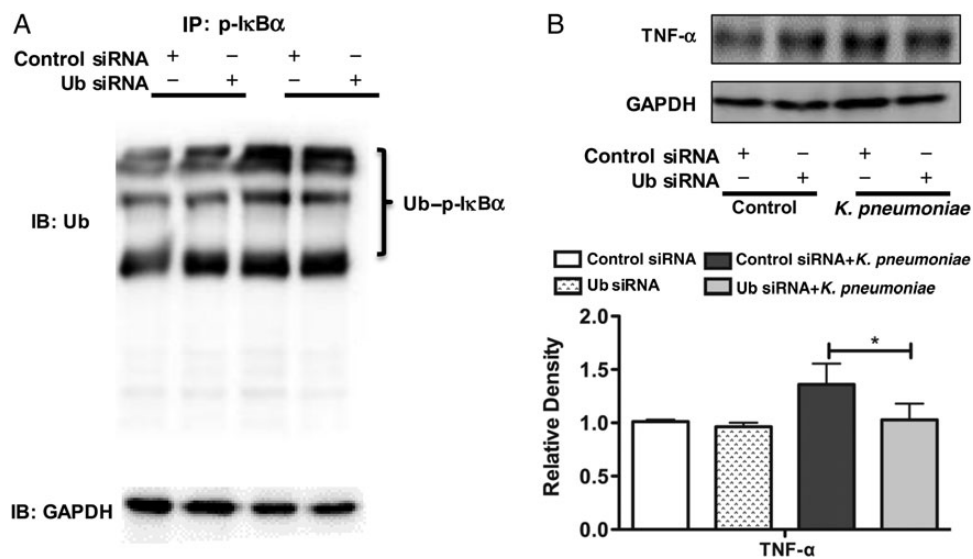 A
IP: p-IκBα
Control siRNA + – + –
Ub siRNA – + – +
IB: Ub
Ub–p-IκBα
IB: GAPDH
B
TNF-α
GAPDH
Control siRNA + – + –
Ub siRNA – + – +
Control K. pneumoniae
Control siRNA Control siRNA+K. pneumoniae
Ub siRNA Ub siRNA+K. pneumoniae
Relative Density
2.0
1.5
1.0
0.5
0.0
*
TNF-α